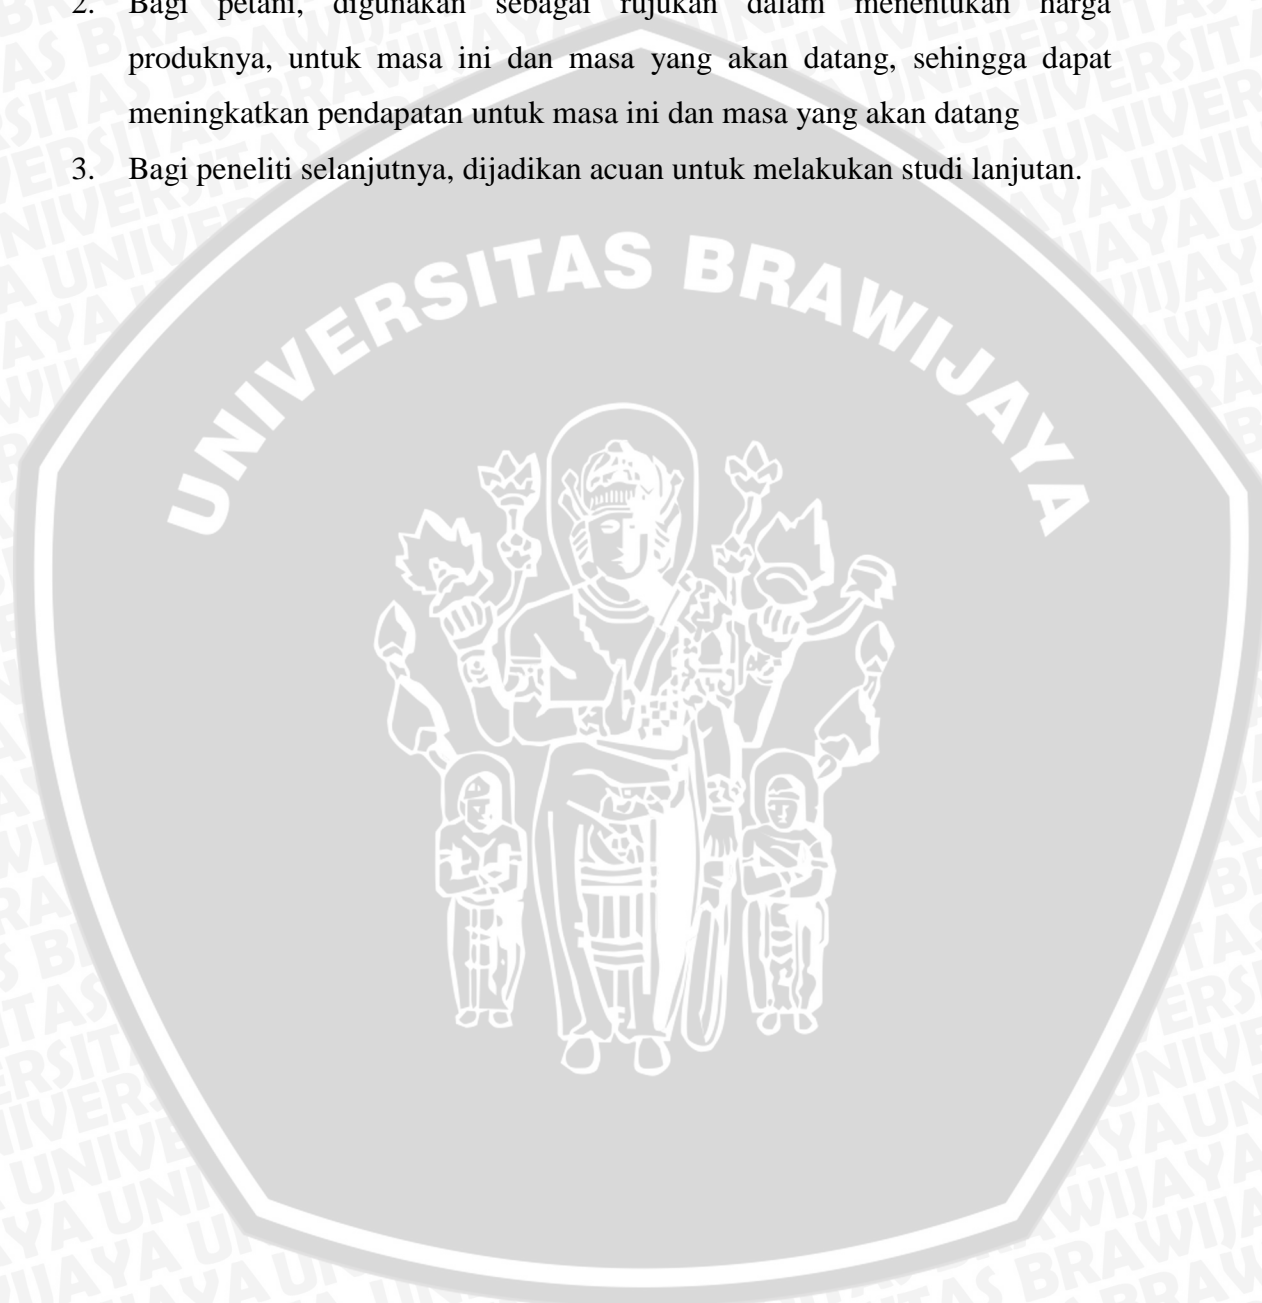 2. Bagi petani, digunakan sebagai rujukan dalam menentukan harga
produknya, untuk masa ini dan masa yang akan datang, sehingga dapat
meningkatkan pendapatan untuk masa ini dan masa yang akan datang
3. Bagi peneliti selanjutnya, dijadikan acuan untuk melakukan studi lanjutan.
UNIVERSITAS BRAWIJAYA